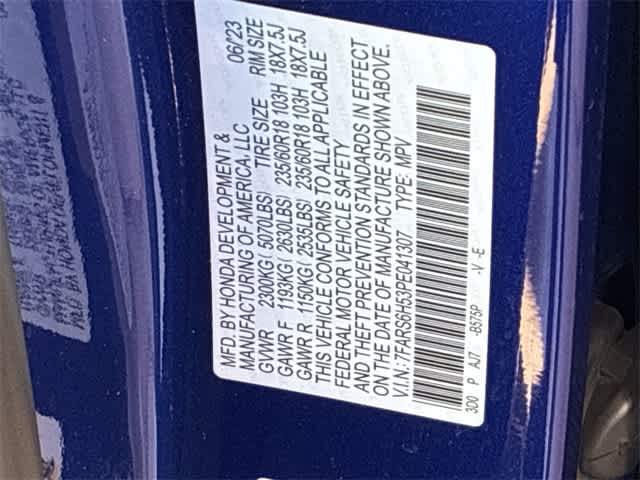 MFD. BY HONDA DEVELOPMENT &
MANUFACTURING OF AMERICA, LLC 06/23
GVWR 2300KG( 5070LBS) TIRE SIZE RIM SIZE
GAWR F 1193KG( 2630LBS) 235/60R18 103H 18X7.5J
GAWR R 1150KG( 2535LBS) 235/60R18 103H 18X7.5J
THIS VEHICLE CONFORMS TO ALL APPLICABLE
FEDERAL MOTOR VEHICLE SAFETY
AND THEFT PREVENTION STANDARDS IN EFFECT
ON THE DATE OF MANUFACTURE SHOWN ABOVE.
V.I.N: 7FARS6H53PE041307 TYPE: MPV
3D0 P AJ7 -B575P -V -E